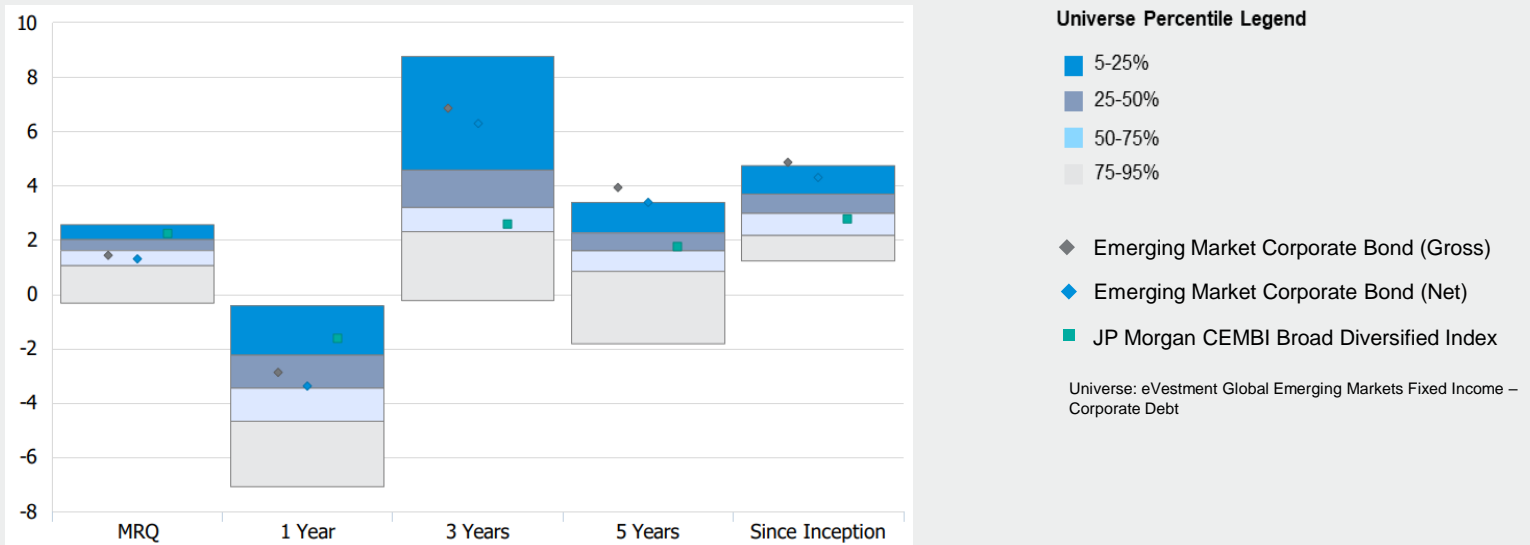 10
8
6
4
2
0
-2
-4
-6
-8
MRQ
1 Year
3 Years
5 Years
Since Inception
Universe Percentile Legend
5-25%
25-50%
50-75%
75-95%
Emerging Market Corporate Bond (Gross)
Emerging Market Corporate Bond (Net)
JP Morgan CEMBI Broad Diversified Index
Universe: eVestment Global Emerging Markets Fixed Income –
Corporate Debt